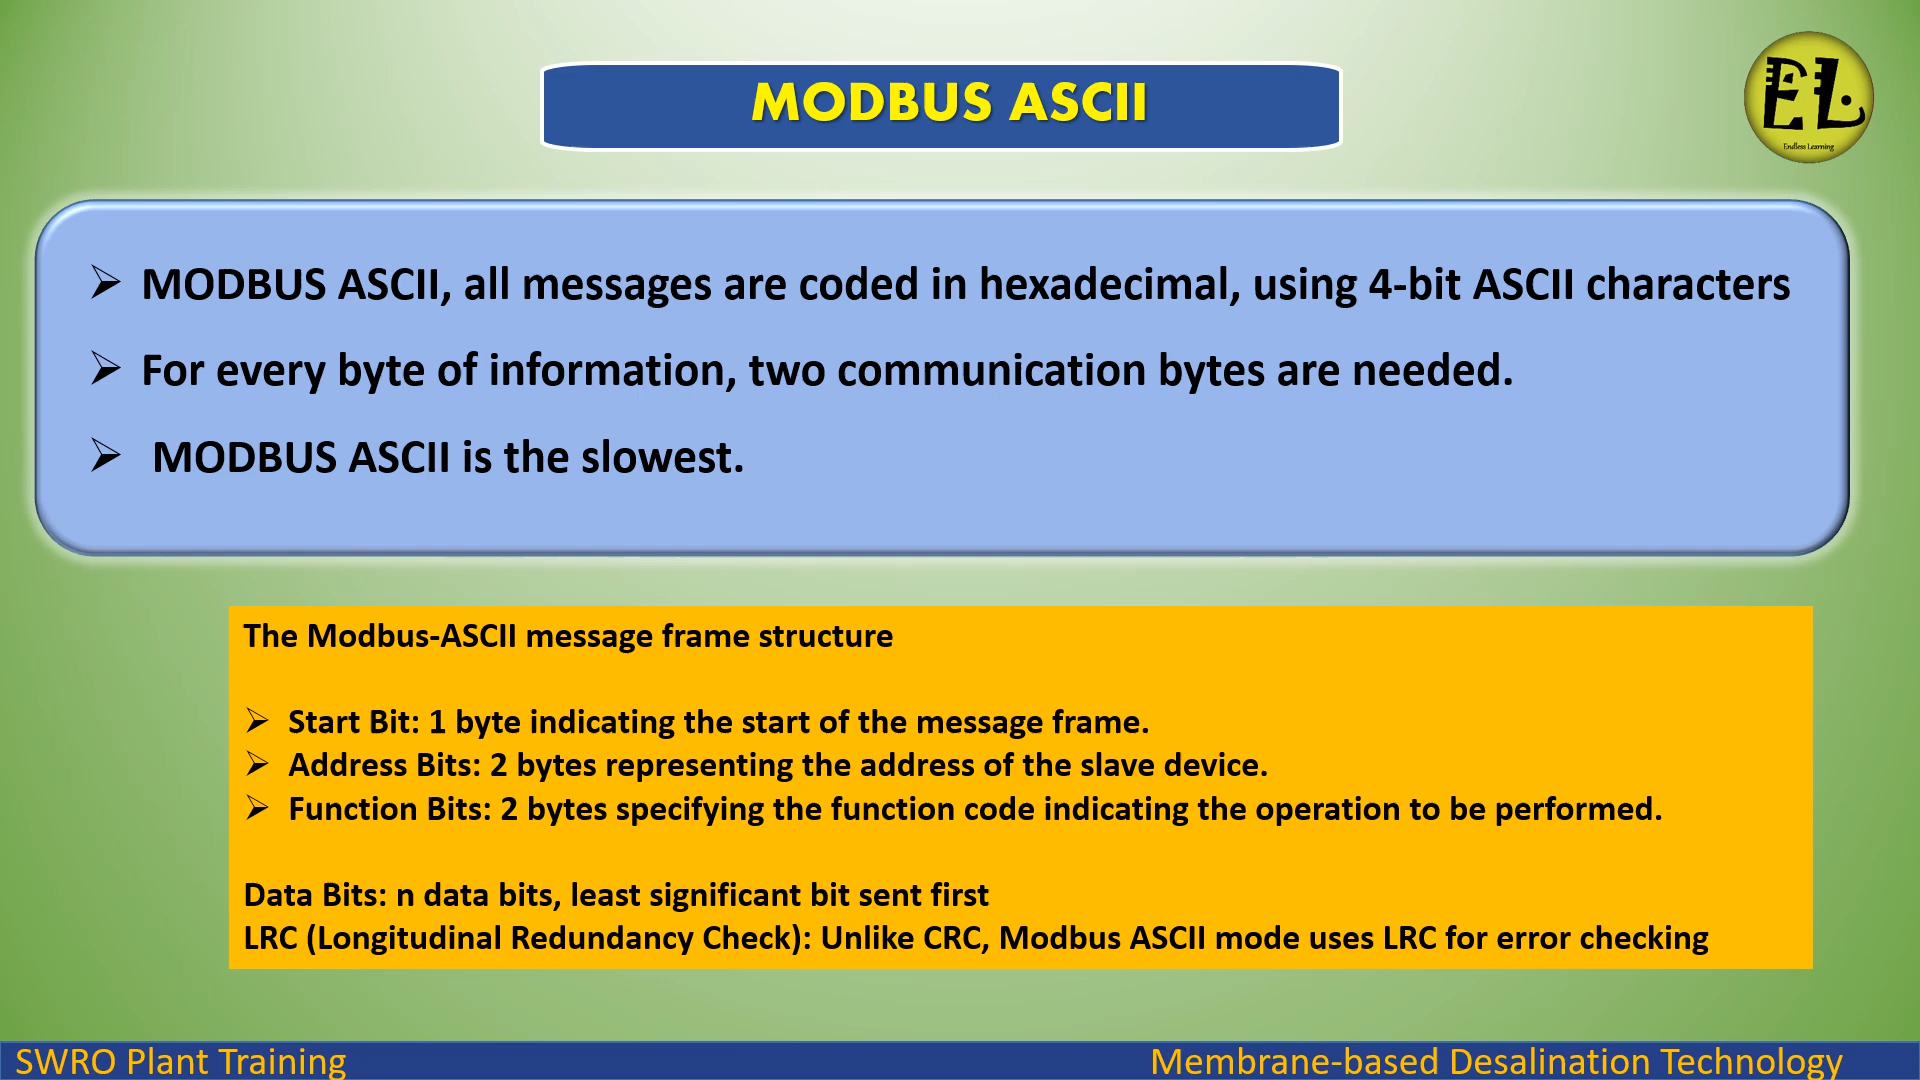 MODBUS ASCII
EL
Endless Learning
➢ MODBUS ASCII, all messages are coded in hexadecimal, using 4-bit ASCII characters
➢ For every byte of information, two communication bytes are needed.
➢ MODBUS ASCII is the slowest.
The Modbus-ASCII message frame structure
➢ Start Bit: 1 byte indicating the start of the message frame.
➢ Address Bits: 2 bytes representing the address of the slave device.
➢ Function Bits: 2 bytes specifying the function code indicating the operation to be performed.
Data Bits: n data bits, least significant bit sent first
LRC (Longitudinal Redundancy Check): Unlike CRC, Modbus ASCII mode uses LRC for error checking
SWRO Plant Training
Membrane-based Desalination Technology